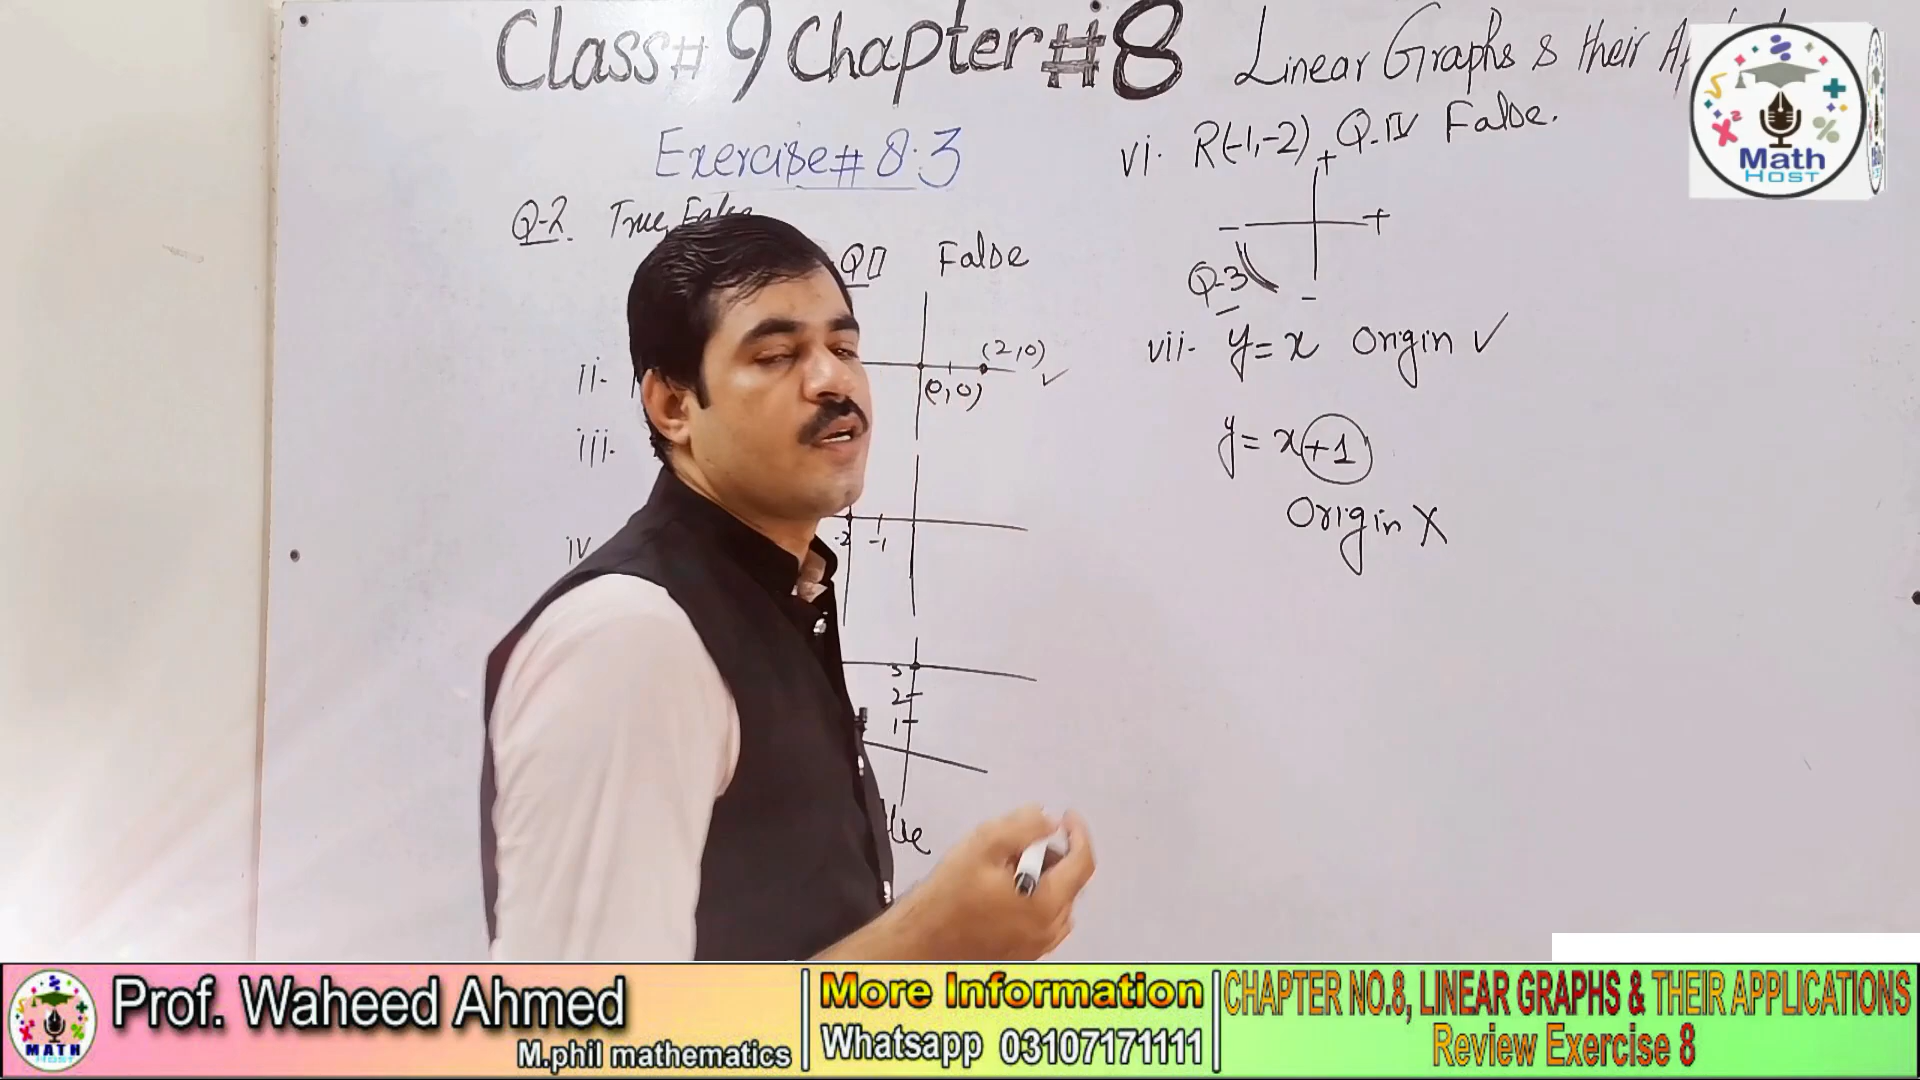 Class# 9 Chapter #8 Linear Graphs & their
Exercise# 8.3
Q-2 True, False
QII False
ii-
(2,0)
(0,0) ✓
iii-
-2 -1
iv
3
2
1
vi- R(-1,-2) Q-IV False.
+
- +
Q-3
-
vii- y = x Origin ✓
y = x+1
Origin X
Math
HOST
MATH
HOST
Prof. Waheed Ahmed
M.phil mathematics
More Information
Whatsapp 03107171111
CHAPTER NO.8, LINEAR GRAPHS & THEIR APPLICATIONS
Review Exercise 8